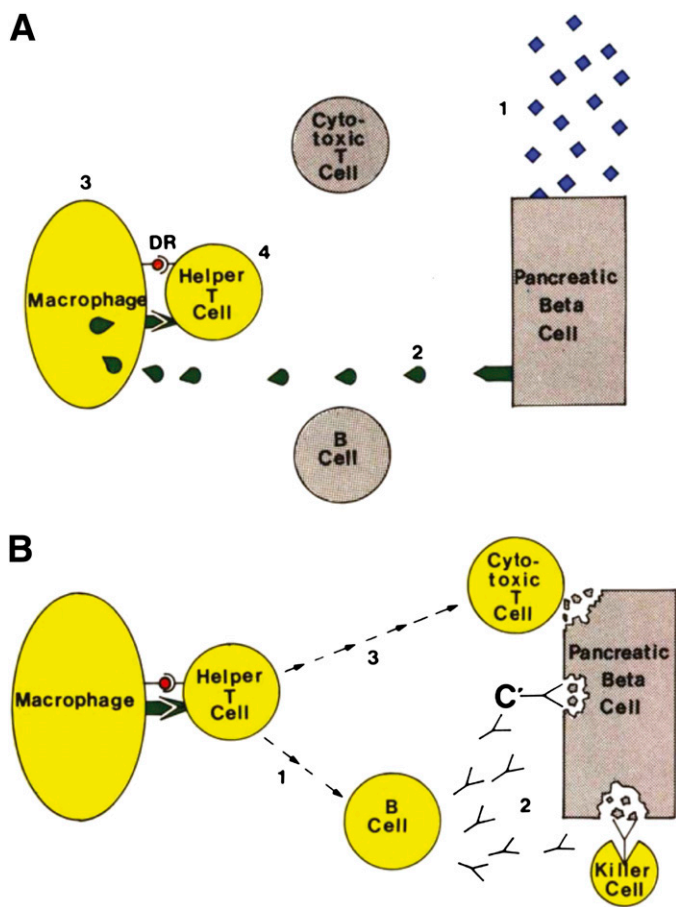 A
Cyto-
toxic
T
Cell
1
3
DR
4
Macrophage
Helper
T
Cell
Pancreatic
Beta
Cell
2
B
Cell
B
Cyto-
toxic
T
Cell
3
Macrophage
Helper
T
Cell
Pancreatic
Beta
Cell
C'
1
B
Cell
2
Killer
Cell